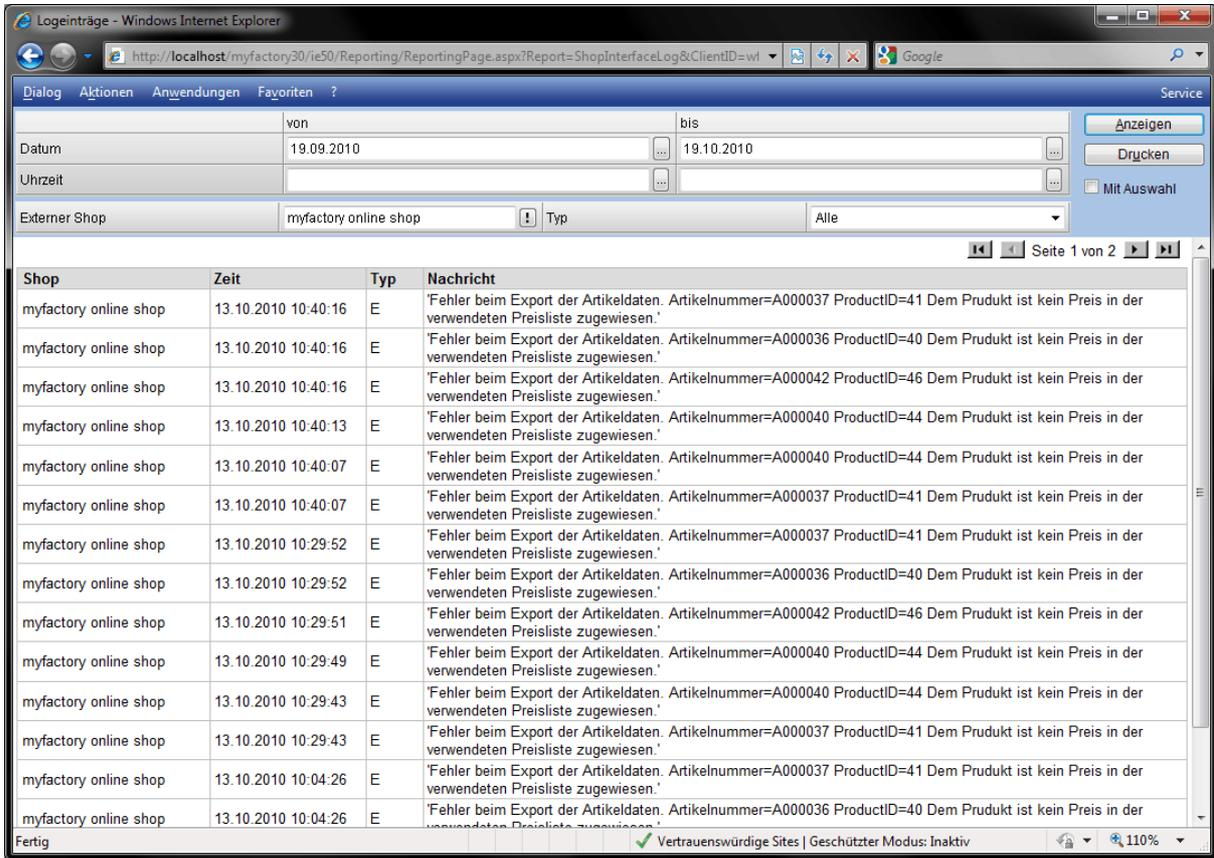 Logeinträge - Windows Internet Explorer
http://localhost/myfactory30/ie50/Reporting/ReportingPage.aspx?Report=ShopInterfaceLog&ClientID=wl
Google
Dialog Aktionen Anwendungen Favoriten ? Service
von bis Anzeigen
Datum 19.09.2010 ... 19.10.2010 ... Drucken
Uhrzeit ... ... Mit Auswahl
Externer Shop myfactory online shop ! Typ Alle
Seite 1 von 2
Shop Zeit Typ Nachricht
myfactory online shop 13.10.2010 10:40:16 E 'Fehler beim Export der Artikeldaten. Artikelnummer=A000037 ProductID=41 Dem Prudukt ist kein Preis in der
verwendeten Preisliste zugewiesen.'
myfactory online shop 13.10.2010 10:40:16 E 'Fehler beim Export der Artikeldaten. Artikelnummer=A000036 ProductID=40 Dem Prudukt ist kein Preis in der
verwendeten Preisliste zugewiesen.'
myfactory online shop 13.10.2010 10:40:16 E 'Fehler beim Export der Artikeldaten. Artikelnummer=A000042 ProductID=46 Dem Prudukt ist kein Preis in der
verwendeten Preisliste zugewiesen.'
myfactory online shop 13.10.2010 10:40:13 E 'Fehler beim Export der Artikeldaten. Artikelnummer=A000040 ProductID=44 Dem Prudukt ist kein Preis in der
verwendeten Preisliste zugewiesen.'
myfactory online shop 13.10.2010 10:40:07 E 'Fehler beim Export der Artikeldaten. Artikelnummer=A000040 ProductID=44 Dem Prudukt ist kein Preis in der
verwendeten Preisliste zugewiesen.'
myfactory online shop 13.10.2010 10:40:07 E 'Fehler beim Export der Artikeldaten. Artikelnummer=A000037 ProductID=41 Dem Prudukt ist kein Preis in der
verwendeten Preisliste zugewiesen.'
myfactory online shop 13.10.2010 10:29:52 E 'Fehler beim Export der Artikeldaten. Artikelnummer=A000037 ProductID=41 Dem Prudukt ist kein Preis in der
verwendeten Preisliste zugewiesen.'
myfactory online shop 13.10.2010 10:29:52 E 'Fehler beim Export der Artikeldaten. Artikelnummer=A000036 ProductID=40 Dem Prudukt ist kein Preis in der
verwendeten Preisliste zugewiesen.'
myfactory online shop 13.10.2010 10:29:51 E 'Fehler beim Export der Artikeldaten. Artikelnummer=A000042 ProductID=46 Dem Prudukt ist kein Preis in der
verwendeten Preisliste zugewiesen.'
myfactory online shop 13.10.2010 10:29:49 E 'Fehler beim Export der Artikeldaten. Artikelnummer=A000040 ProductID=44 Dem Prudukt ist kein Preis in der
verwendeten Preisliste zugewiesen.'
myfactory online shop 13.10.2010 10:29:43 E 'Fehler beim Export der Artikeldaten. Artikelnummer=A000040 ProductID=44 Dem Prudukt ist kein Preis in der
verwendeten Preisliste zugewiesen.'
myfactory online shop 13.10.2010 10:29:43 E 'Fehler beim Export der Artikeldaten. Artikelnummer=A000037 ProductID=41 Dem Prudukt ist kein Preis in der
verwendeten Preisliste zugewiesen.'
myfactory online shop 13.10.2010 10:04:26 E 'Fehler beim Export der Artikeldaten. Artikelnummer=A000037 ProductID=41 Dem Prudukt ist kein Preis in der
verwendeten Preisliste zugewiesen.'
myfactory online shop 13.10.2010 10:04:26 E 'Fehler beim Export der Artikeldaten. Artikelnummer=A000036 ProductID=40 Dem Prudukt ist kein Preis in der
Fertig Vertrauenswürdige Sites | Geschützter Modus: Inaktiv 110%